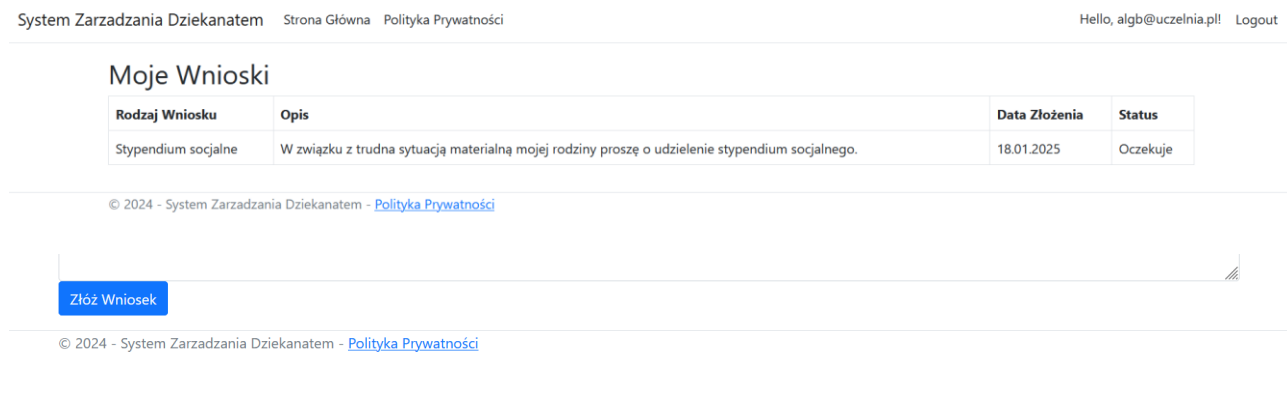 System Zarzadzania Dziekanatem Strona Główna Polityka Prywatności Hello, algb@uczelnia.pl! Logout
Moje Wnioski
Rodzaj Wniosku Opis Data Złożenia Status
Stypendium socjalne W związku z trudna sytuacją materialną mojej rodziny proszę o udzielenie stypendium socjalnego. 18.01.2025 Oczekuje
© 2024 - System Zarzadzania Dziekanatem - Polityka Prywatności
Złóż Wniosek
© 2024 - System Zarzadzania Dziekanatem - Polityka Prywatności